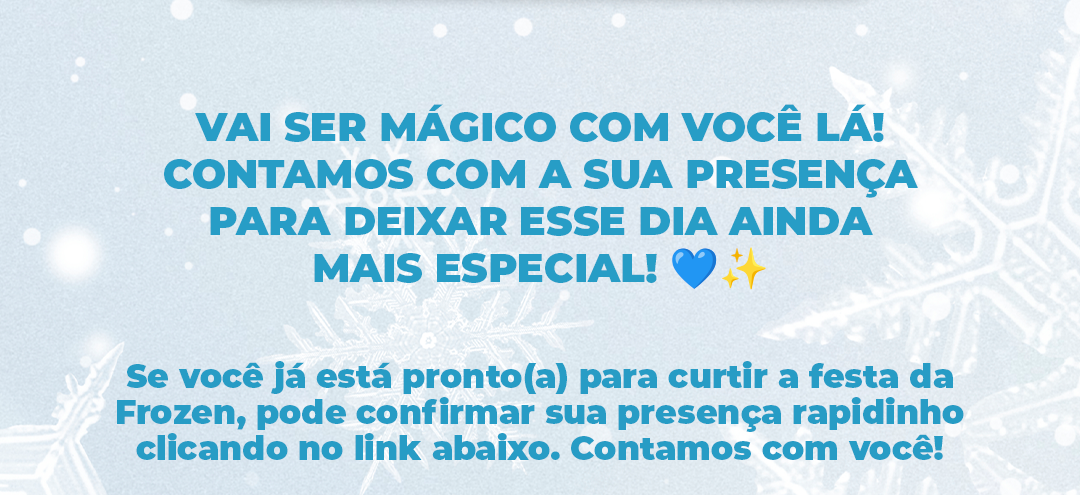 VAI SER MÁGICO COM VOCÊ LÁ!
CONTAMOS COM A SUA PRESENÇA
PARA DEIXAR ESSE DIA AINDA
MAIS ESPECIAL! 💙✨
Se você já está pronto(a) para curtir a festa da
Frozen, pode confirmar sua presença rapidinho
clicando no link abaixo. Contamos com você!